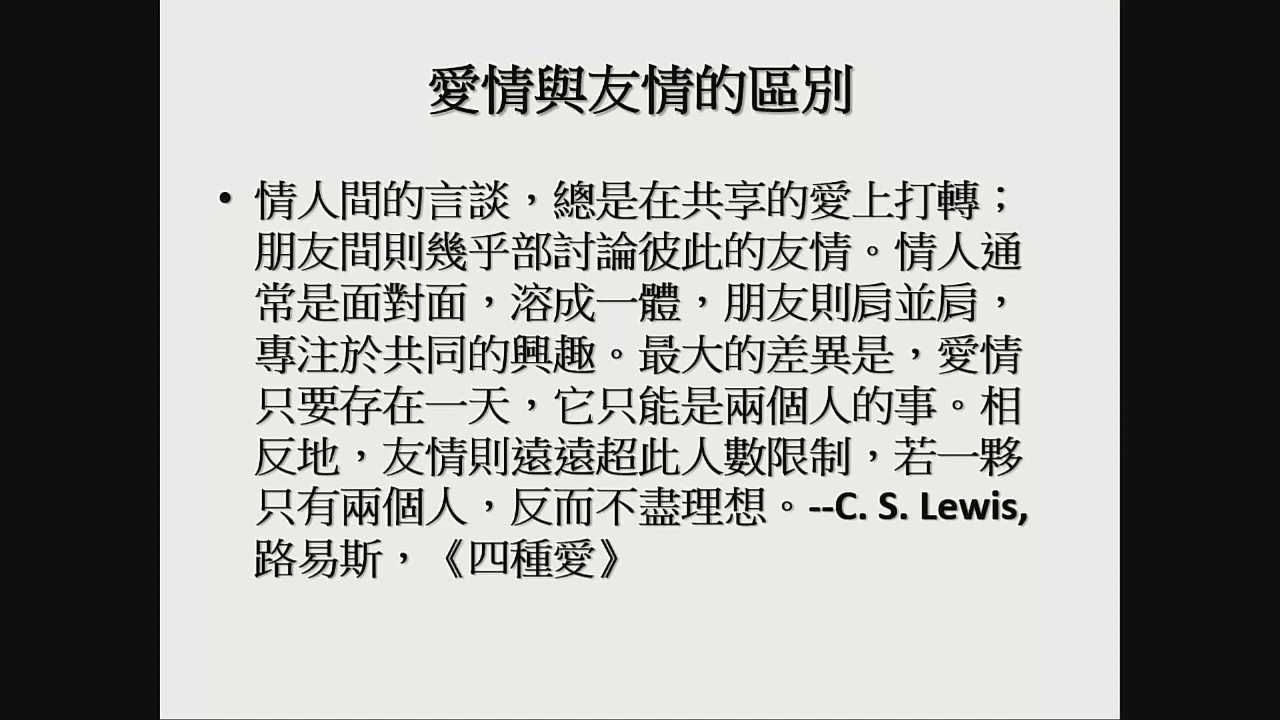 愛情與友情的區別
• 情人間的言談，總是在共享的愛上打轉；
朋友間則幾乎部討論彼此的友情。情人通
常是面對面，溶成一體，朋友則肩並肩，
專注於共同的興趣。最大的差異是，愛情
只要存在一天，它只能是兩個人的事。相
反地，友情則遠遠超此人數限制，若一夥
只有兩個人，反而不盡理想。--C. S. Lewis,
路易斯，《四種愛》